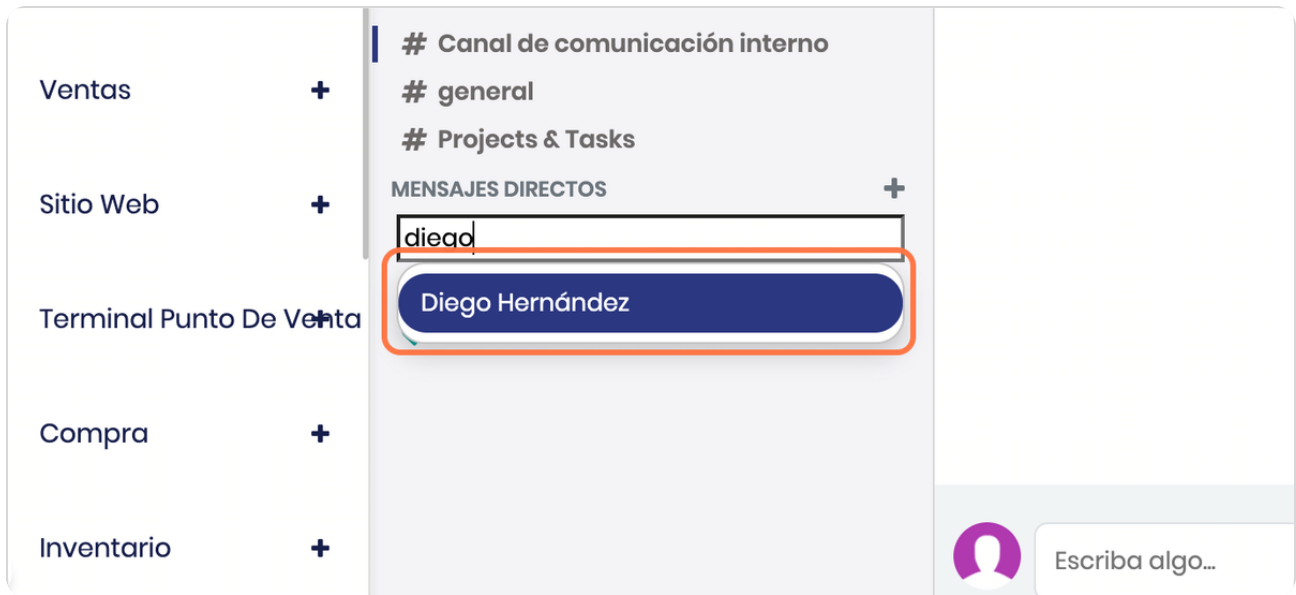 Ventas
Sitio Web
Terminal Punto De Venta
Compra
Inventario
# Canal de comunicación interno
# general
# Projects & Tasks
MENSAJES DIRECTOS
diego
Diego Hernández
Escriba algo...